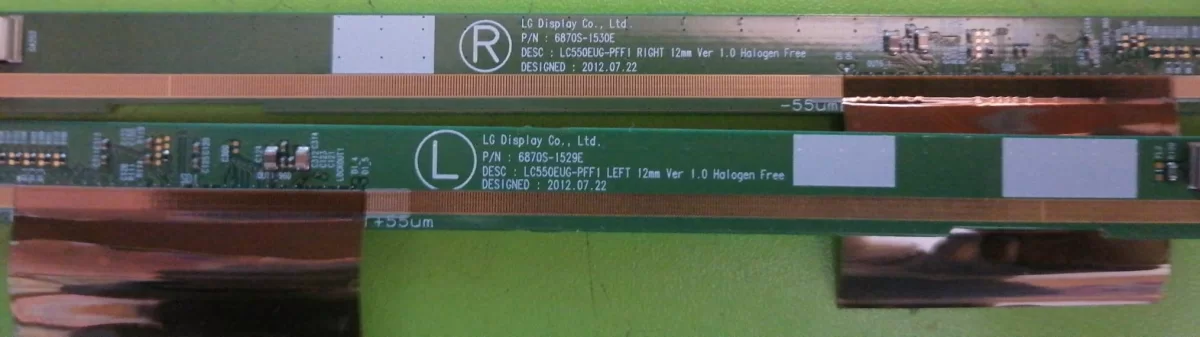 R
LG Display Co., Ltd.
P/N : 6870S-1530E
DESC : LC550EUG-PFF1 RIGHT 12mm Ver 1.0 Halogen Free
DESIGNED : 2012.07.22
-55um
L
LG Display Co., Ltd.
P/N : 6870S-1529E
DESC : LC550EUG-PFF1 LEFT 12mm Ver 1.0 Halogen Free
DESIGNED : 2012.07.22
+55um